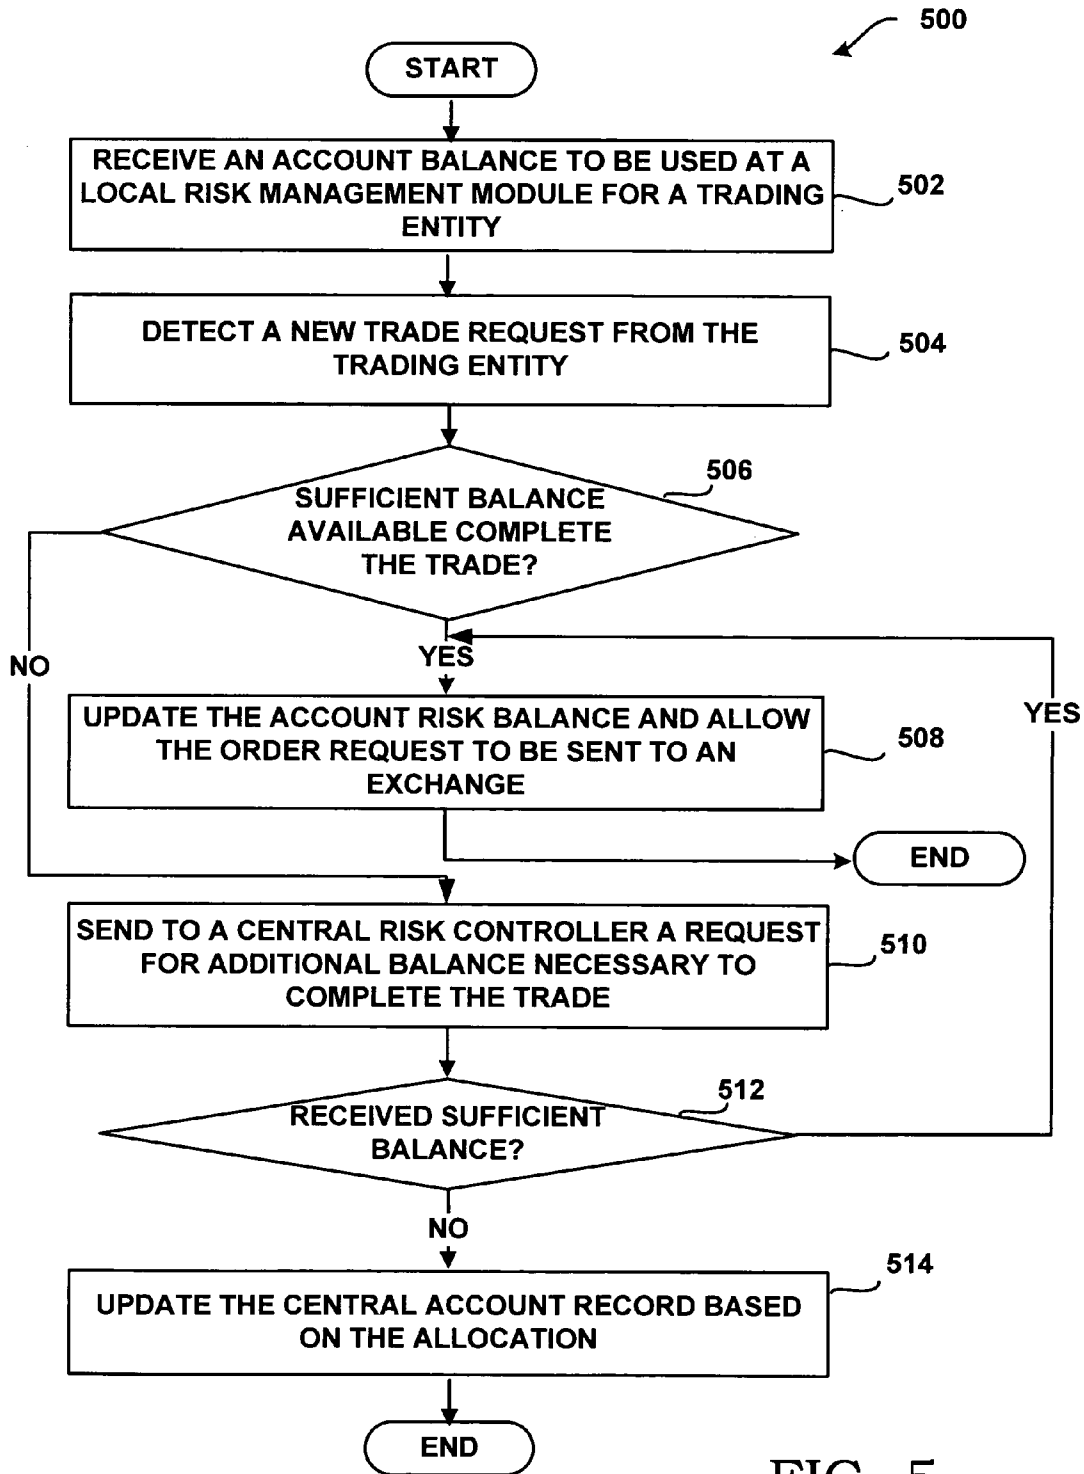 500
START
RECEIVE AN ACCOUNT BALANCE TO BE USED AT A
LOCAL RISK MANAGEMENT MODULE FOR A TRADING
ENTITY
502
DETECT A NEW TRADE REQUEST FROM THE
TRADING ENTITY
504
506
SUFFICIENT BALANCE
AVAILABLE COMPLETE
THE TRADE?
NO
YES
YES
UPDATE THE ACCOUNT RISK BALANCE AND ALLOW
THE ORDER REQUEST TO BE SENT TO AN
EXCHANGE
508
END
SEND TO A CENTRAL RISK CONTROLLER A REQUEST
FOR ADDITIONAL BALANCE NECESSARY TO
COMPLETE THE TRADE
510
512
RECEIVED SUFFICIENT
BALANCE?
NO
514
UPDATE THE CENTRAL ACCOUNT RECORD BASED
ON THE ALLOCATION
END
FIG. 5